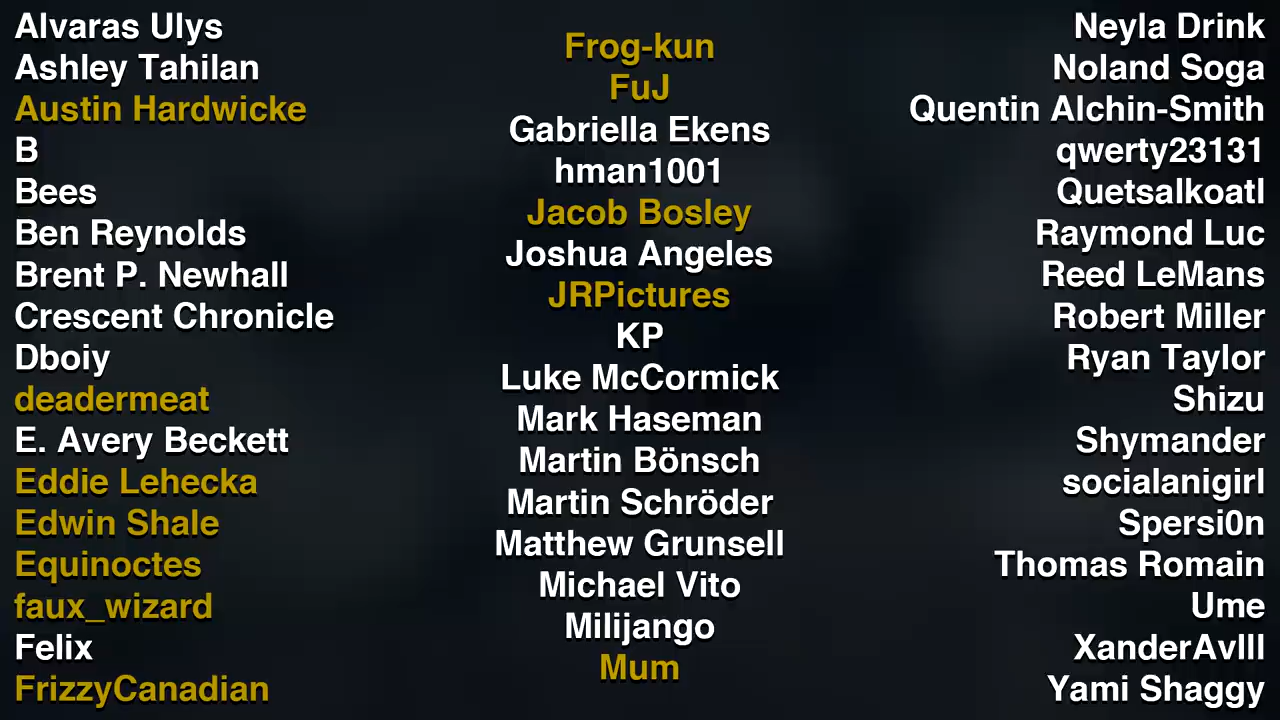 Alvaras Ulys
Ashley Tahilan
Austin Hardwicke
B
Bees
Ben Reynolds
Brent P. Newhall
Crescent Chronicle
Dboiy
deadermeat
E. Avery Beckett
Eddie Lehecka
Edwin Shale
Equinoctes
faux_wizard
Felix
FrizzyCanadian
Frog-kun
FuJ
Gabriella Ekens
hman1001
Jacob Bosley
Joshua Angeles
JRPictures
KP
Luke McCormick
Mark Haseman
Martin Bönsch
Martin Schröder
Matthew Grunsell
Michael Vito
Milijango
Mum
Neyla Drink
Noland Soga
Quentin Alchin-Smith
qwerty23131
Quetsalkoatl
Raymond Luc
Reed LeMans
Robert Miller
Ryan Taylor
Shizu
Shymander
socialanigirl
Spersi0n
Thomas Romain
Ume
XanderAvIII
Yami Shaggy